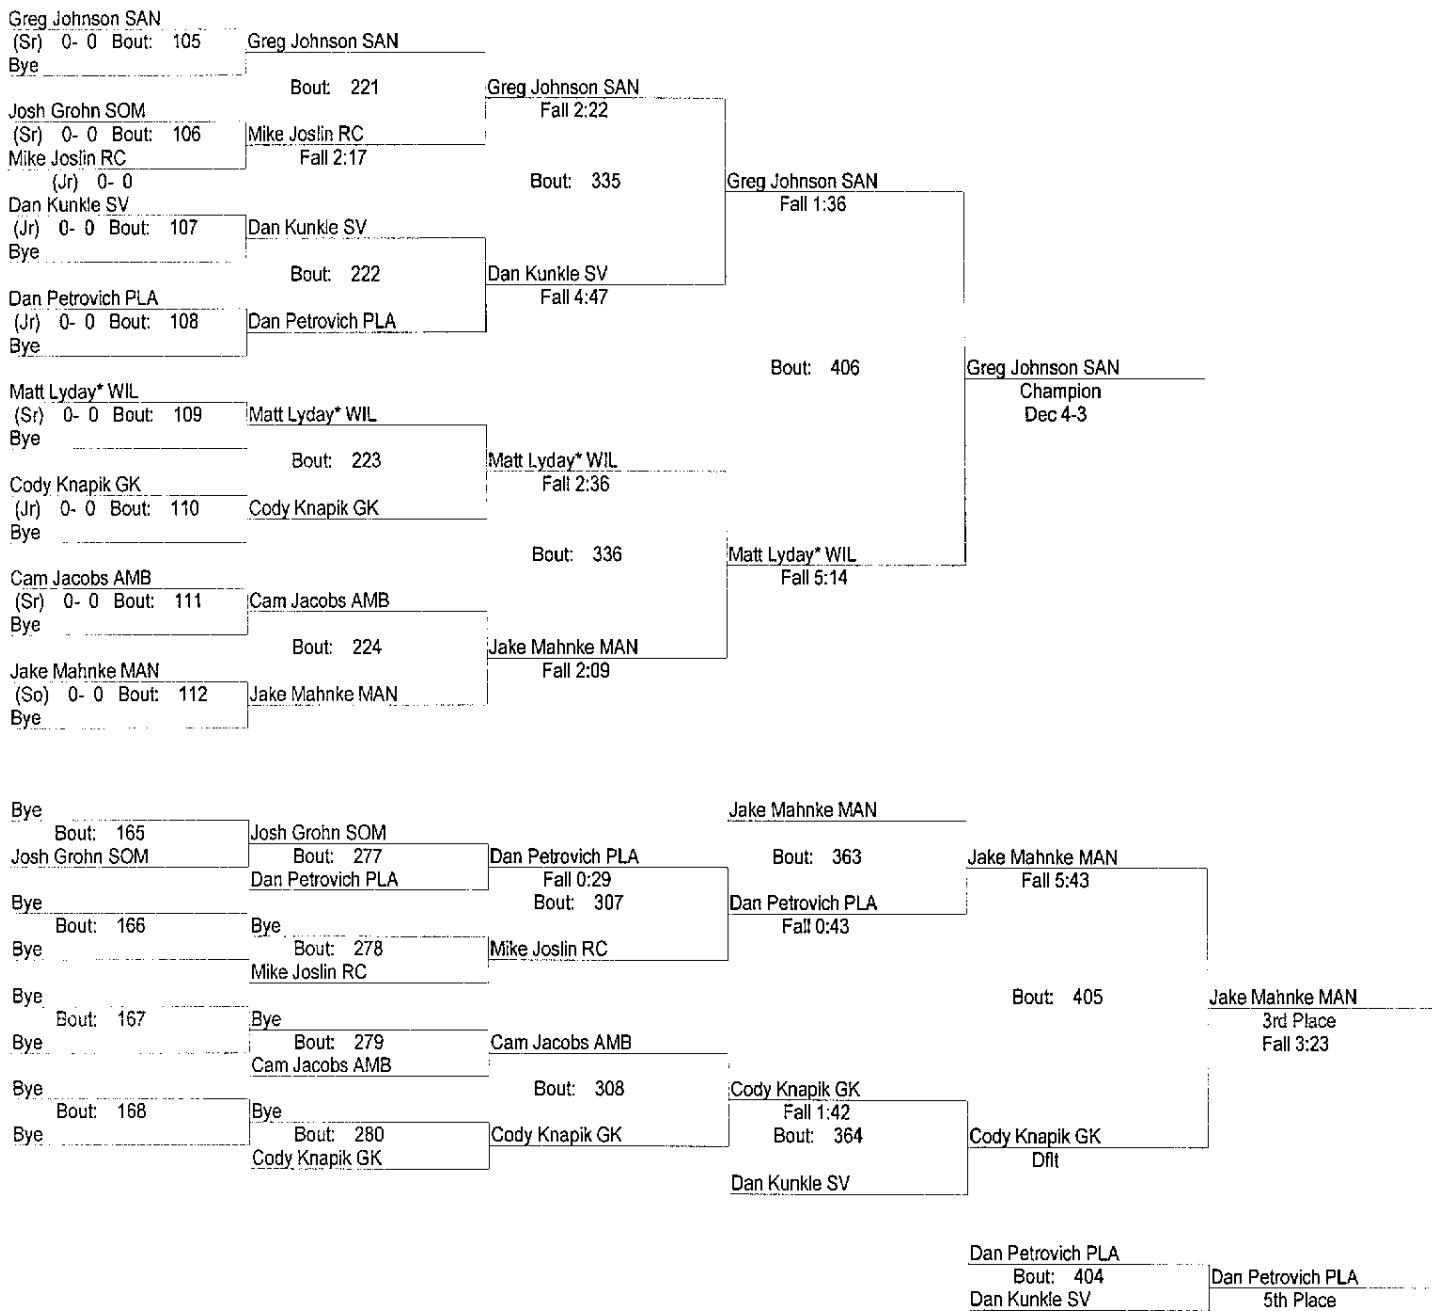 Greg Johnson SAN
(Sr) 0- 0 Bout: 105
Bye
Greg Johnson SAN
Bout: 221
Josh Grohn SOM
(Sr) 0- 0 Bout: 106
Mike Joslin RC
(Jr) 0- 0
Mike Joslin RC
Fall 2:17
Greg Johnson SAN
Fall 2:22
Bout: 335
Dan Kunkle SV
(Jr) 0- 0 Bout: 107
Bye
Dan Kunkle SV
Bout: 222
Dan Petrovich PLA
(Jr) 0- 0 Bout: 108
Bye
Dan Petrovich PLA
Dan Kunkle SV
Fall 4:47
Greg Johnson SAN
Fall 1:36
Bout: 406
Matt Lyday* WIL
(Sr) 0- 0 Bout: 109
Bye
Matt Lyday* WIL
Bout: 223
Cody Knapik GK
(Jr) 0- 0 Bout: 110
Bye
Cody Knapik GK
Matt Lyday* WIL
Fall 2:36
Bout: 336
Cam Jacobs AMB
(Sr) 0- 0 Bout: 111
Bye
Cam Jacobs AMB
Bout: 224
Jake Mahnke MAN
(So) 0- 0 Bout: 112
Bye
Jake Mahnke MAN
Jake Mahnke MAN
Fall 2:09
Matt Lyday* WIL
Fall 5:14
Greg Johnson SAN
Champion
Dec 4-3
Bye
Bout: 165
Josh Grohn SOM
Josh Grohn SOM
Bout: 277
Dan Petrovich PLA
Dan Petrovich PLA
Fall 0:29
Bout: 307
Bye
Bout: 166
Bye
Bye
Bout: 278
Mike Joslin RC
Mike Joslin RC
Jake Mahnke MAN
Bout: 363
Dan Petrovich PLA
Fall 0:43
Jake Mahnke MAN
Fall 5:43
Bout: 405
Bye
Bout: 167
Bye
Bye
Bout: 279
Cam Jacobs AMB
Cam Jacobs AMB
Bout: 308
Bye
Bout: 168
Bye
Bye
Bout: 280
Cody Knapik GK
Cody Knapik GK
Cody Knapik GK
Fall 1:42
Bout: 364
Dan Kunkle SV
Cody Knapik GK
Dflt
Jake Mahnke MAN
3rd Place
Fall 3:23
Dan Petrovich PLA
Bout: 404
Dan Kunkle SV
Dan Petrovich PLA
5th Place